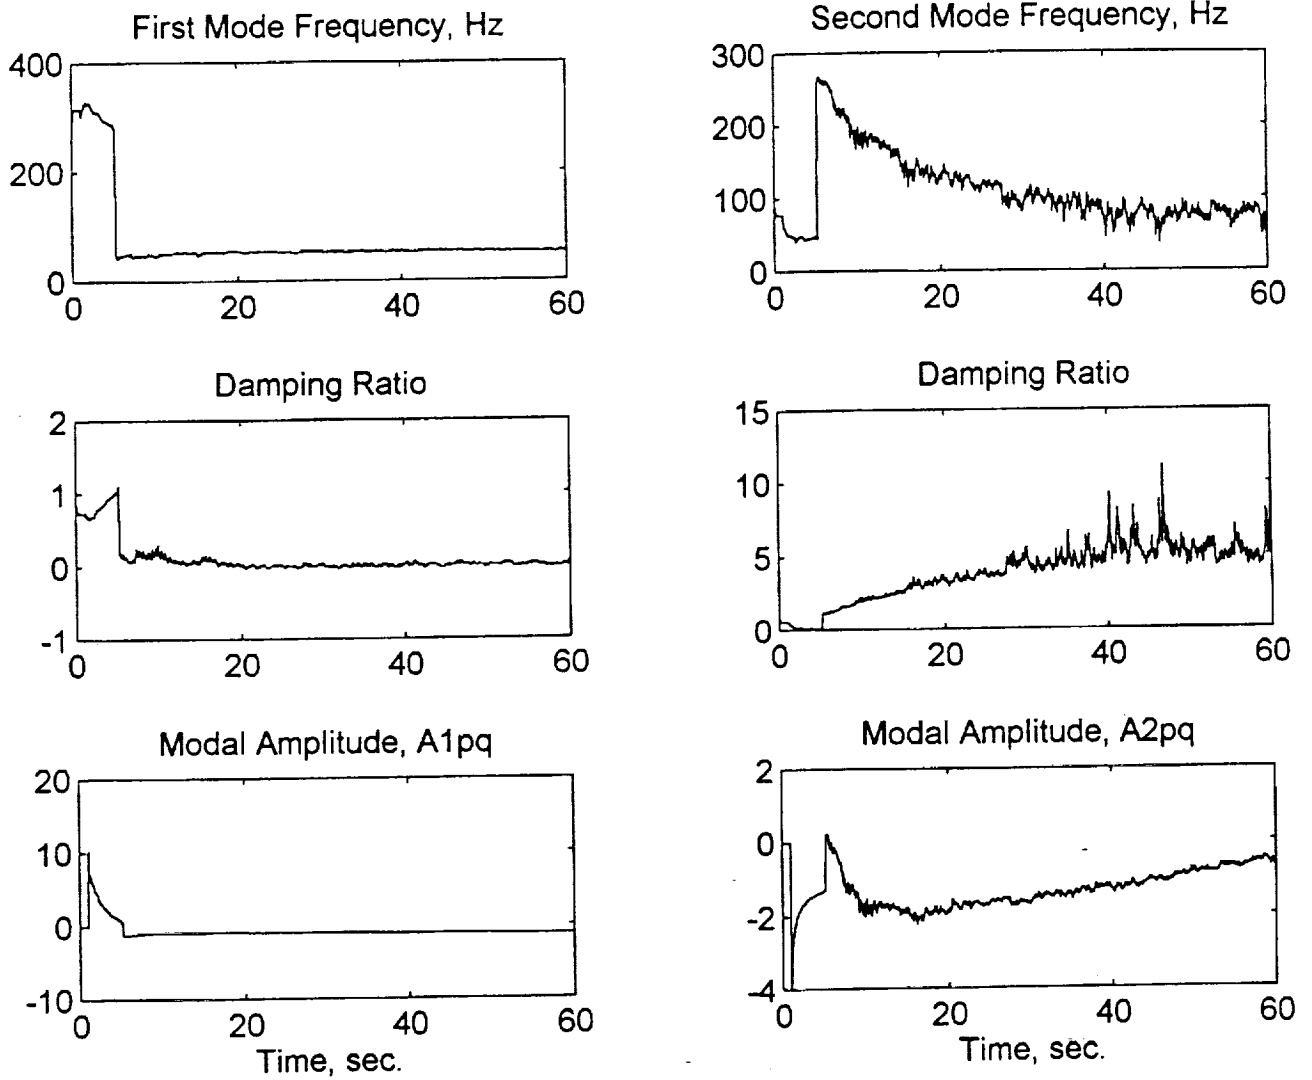 First Mode Frequency, Hz
400
200
0
0 20 40 60
Second Mode Frequency, Hz
300
200
100
0
0 20 40 60
Damping Ratio
2
1
0
-1
0 20 40 60
Damping Ratio
15
10
5
0
0 20 40 60
Modal Amplitude, A1pq
20
10
0
-10
0 20 40 60
Time, sec.
Modal Amplitude, A2pq
2
0
-2
-4
0 20 40 60
Time, sec.